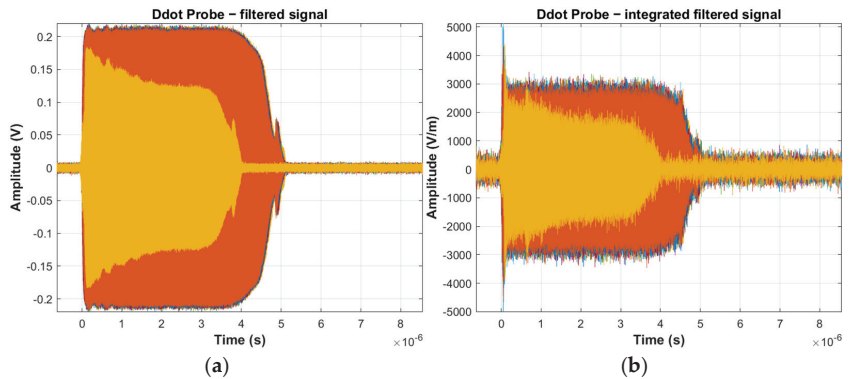 Ddot Probe − filtered signal
0.2
0.15
0.1
0.05
0
-0.05
-0.1
-0.15
-0.2
Amplitude (V)
0 1 2 3 4 5 6 7 8
Time (s)
×10⁻⁶
(a)
Ddot Probe − integrated filtered signal
5000
4000
3000
2000
1000
0
-1000
-2000
-3000
-4000
-5000
Amplitude (V/m)
0 1 2 3 4 5 6 7 8
Time (s)
×10⁻⁶
(b)